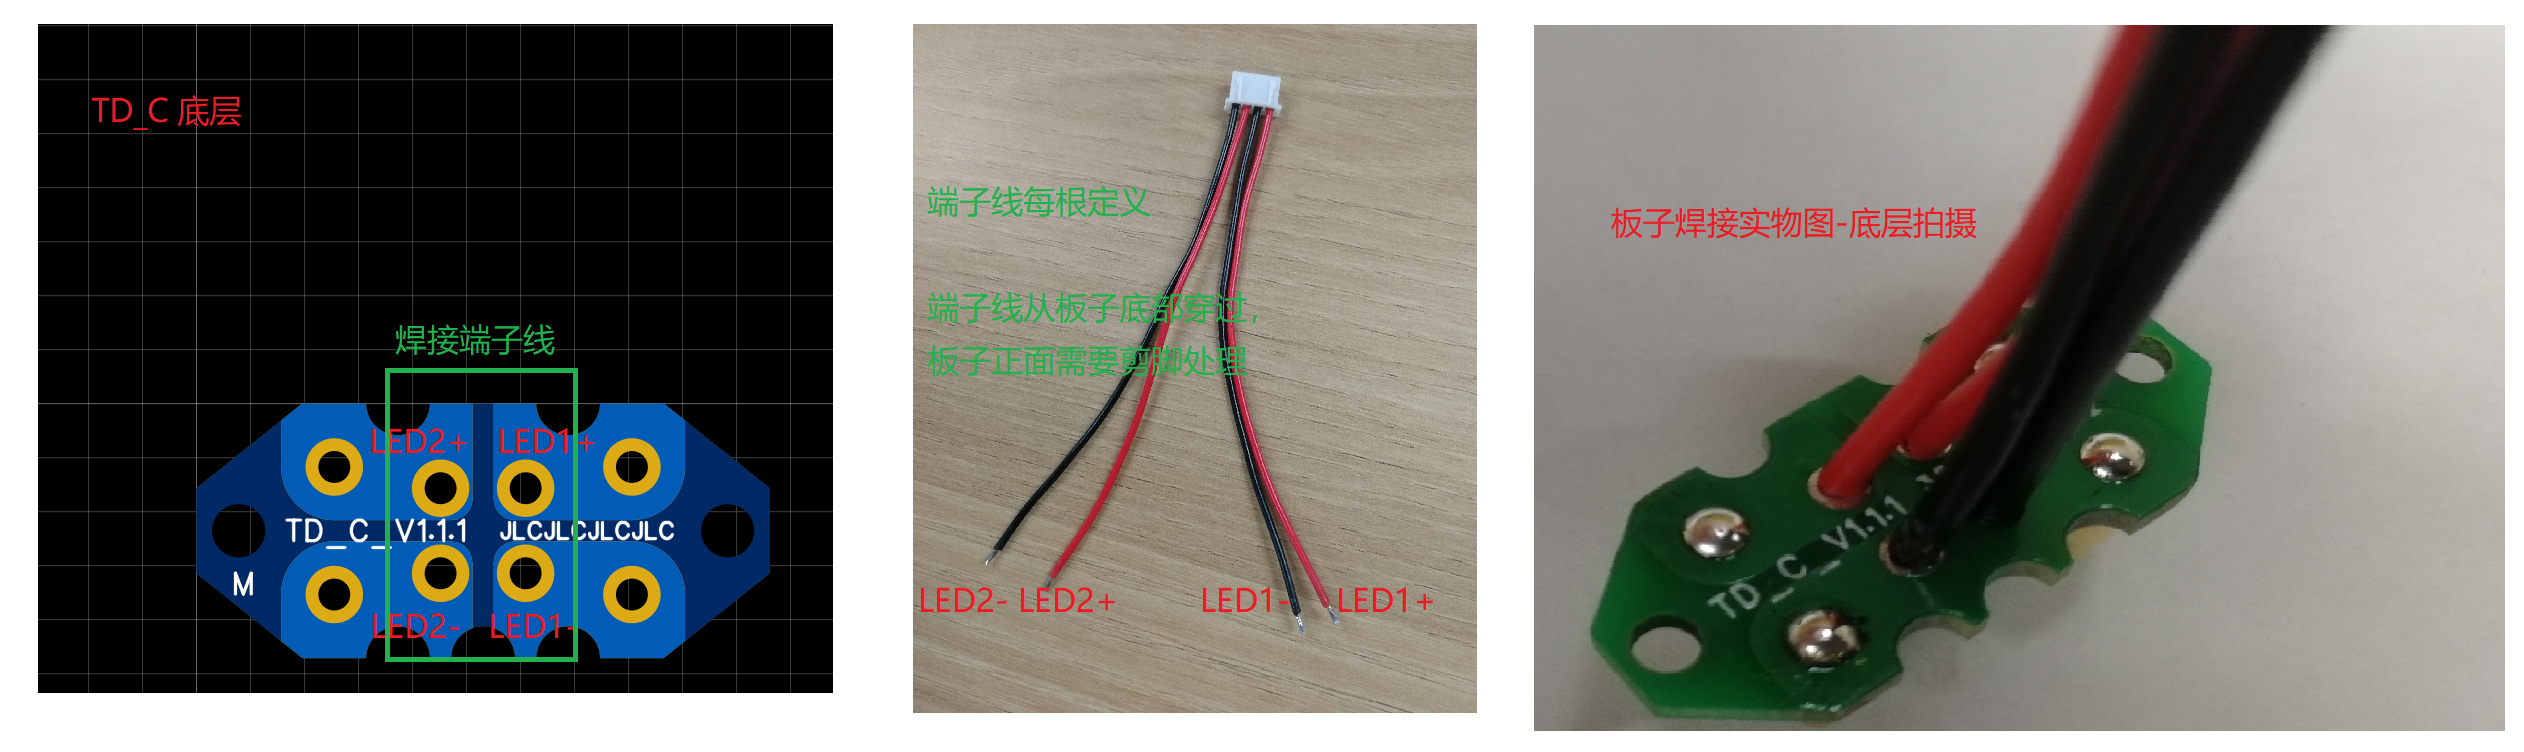 TD_C 底层
焊接端子线
LED2+ LED1+
TD_C_V1.1.1 JLCJLCJLCJLC
M
LED2- LED1-
端子线每根定义
端子线从板子底部穿过，
板子正面需要剪脚处理
LED2- LED2+ LED1- LED1+
板子焊接实物图-底层拍摄
TD_C_V1.1.1